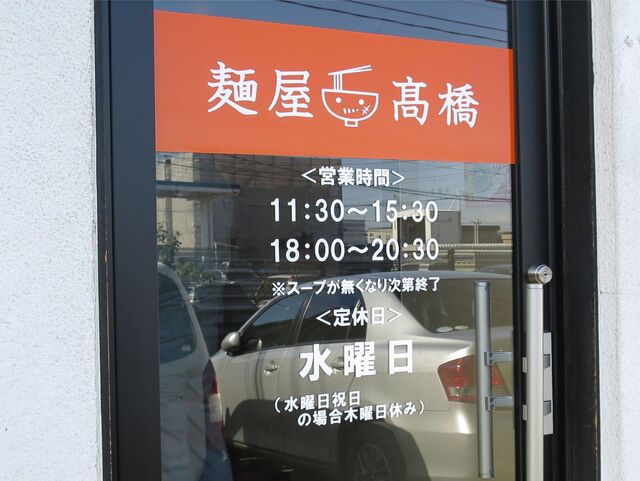 麺屋 髙橋
＜営業時間＞
11:30～15:30
18:00～20:30
※スープが無くなり次第終了
＜定休日＞
水曜日
（水曜日祝日
の場合木曜日休み）